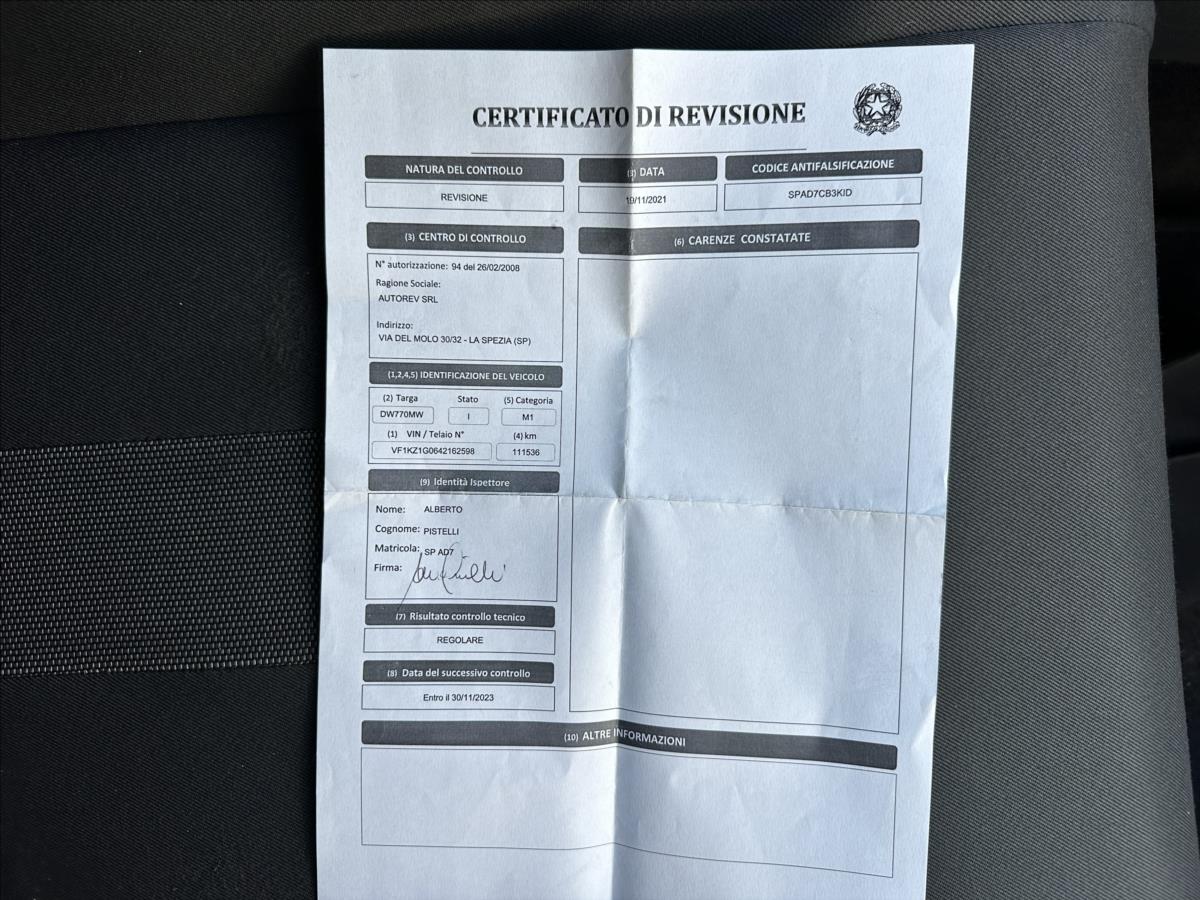 CERTIFICATO DI REVISIONE
NATURA DEL CONTROLLO
REVISIONE
(3) DATA
19/11/2021
CODICE ANTIFALSIFICAZIONE
SPAD7CB3KID
(3) CENTRO DI CONTROLLO
N° autorizzazione: 94 del 26/02/2008
Ragione Sociale:
AUTOREV SRL
Indirizzo:
VIA DEL MOLO 30/32 - LA SPEZIA (SP)
(1,2,4,5) IDENTIFICAZIONE DEL VEICOLO
(2) Targa Stato (5) Categoria
DW770MW I M1
(1) VIN / Telaio N° (4) km
VF1KZ1G0642162598 111536
(9) Identità Ispettore
Nome: ALBERTO
Cognome: PISTELLI
Matricola: SP AD7
Firma:
(7) Risultato controllo tecnico
REGOLARE
(8) Data del successivo controllo
Entro il 30/11/2023
(6) CARENZE CONSTATATE
(10) ALTRE INFORMAZIONI